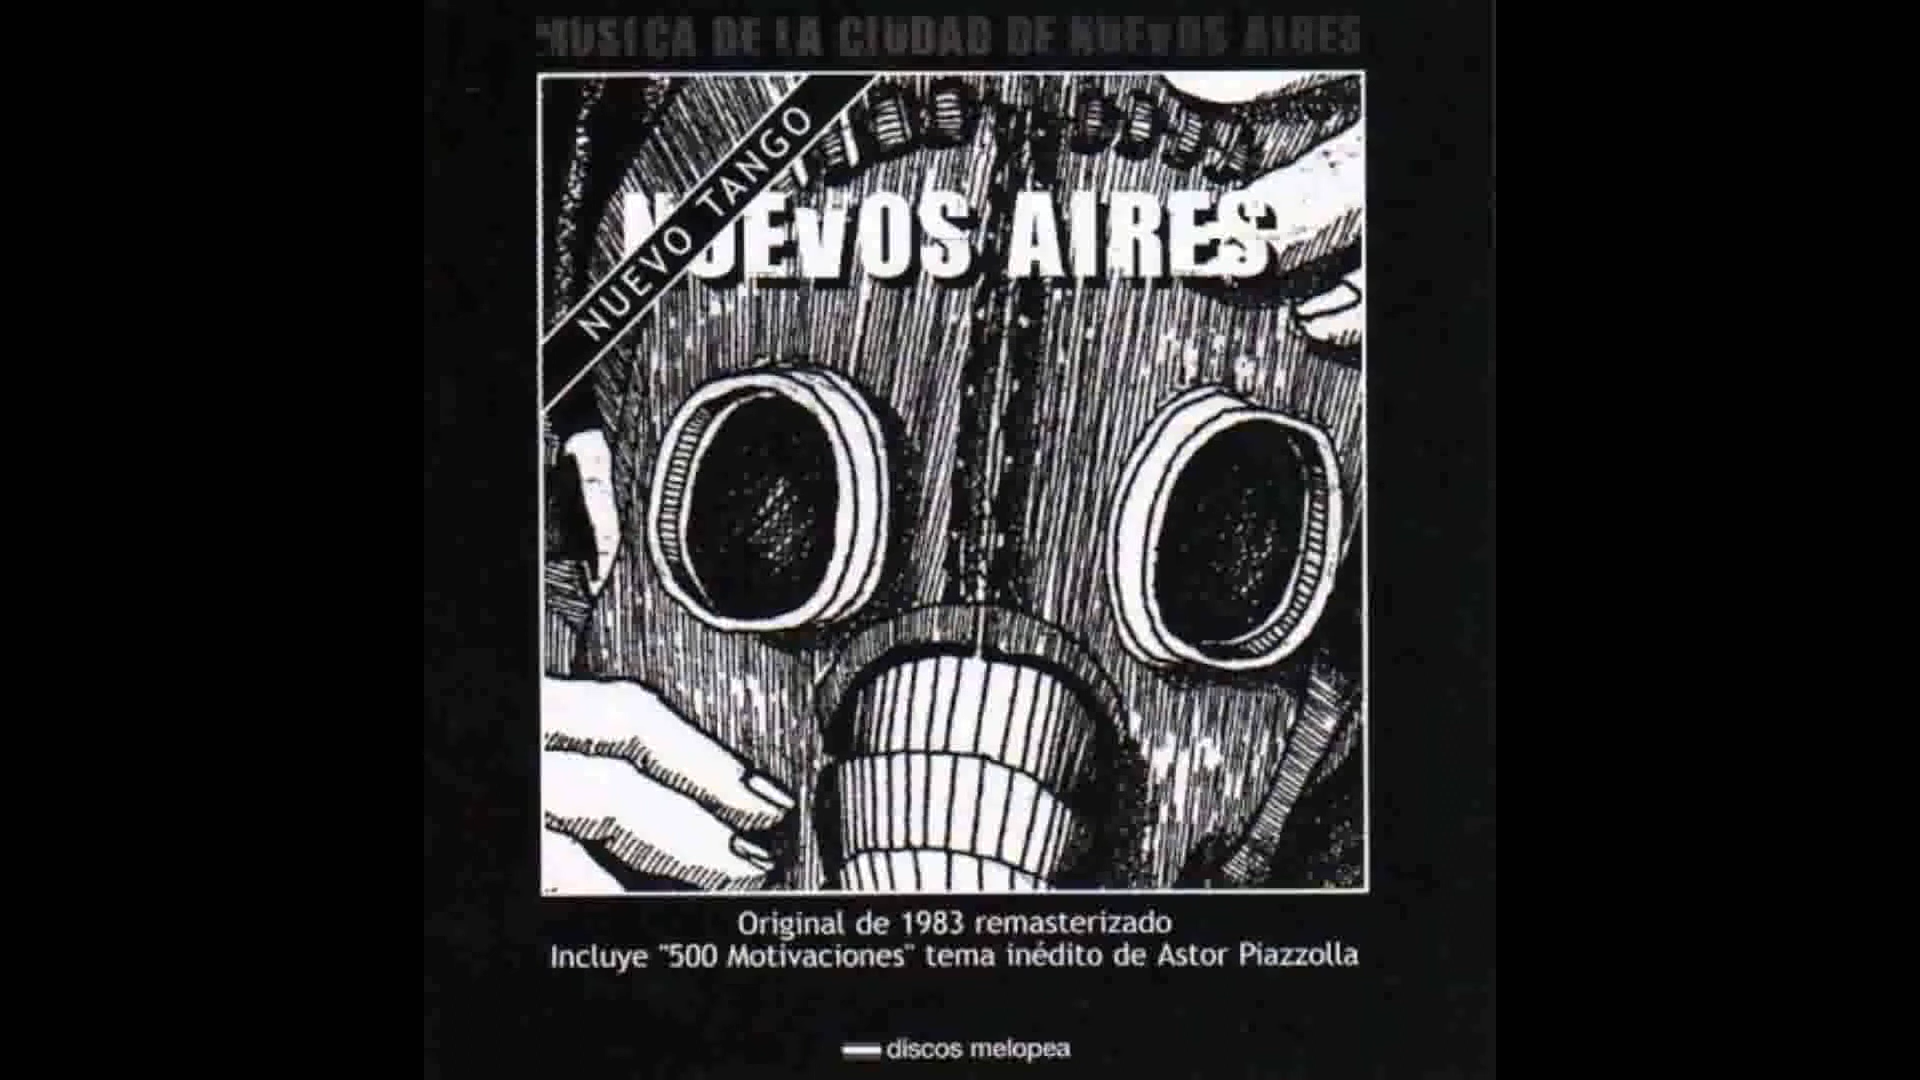 MUSICA DE LA CIUDAD DE NUEvOS AIRES
NUEVO TANGO
NUEvOS AIRES
Original de 1983 remasterizado
Incluye "500 Motivaciones" tema inédito de Astor Piazzolla
discos melopea